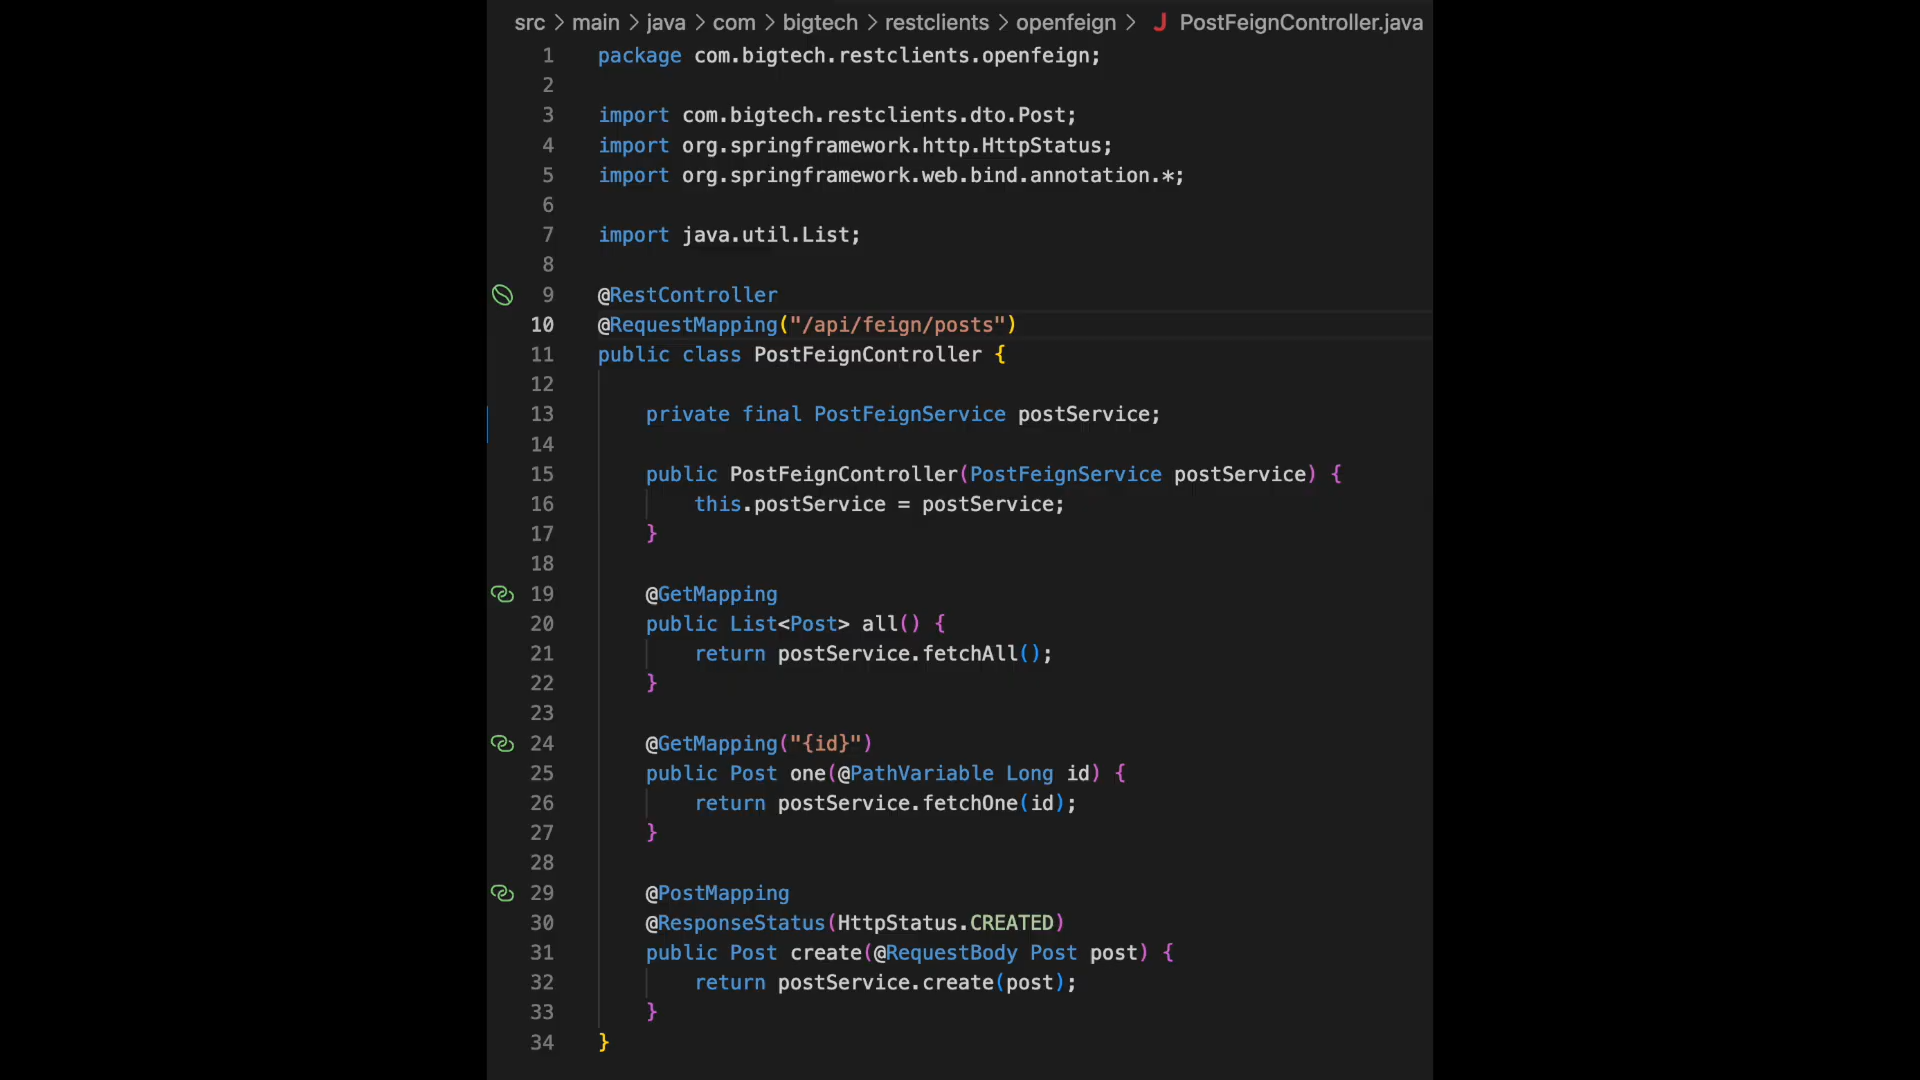 src > main > java > com > bigtech > restclients > openfeign > J PostFeignController.java
1 package com.bigtech.restclients.openfeign;
2
3 import com.bigtech.restclients.dto.Post;
4 import org.springframework.http.HttpStatus;
5 import org.springframework.web.bind.annotation.*;
6
7 import java.util.List;
8
9 @RestController
10 @RequestMapping("/api/feign/posts")
11 public class PostFeignController {
12
13     private final PostFeignService postService;
14
15     public PostFeignController(PostFeignService postService) {
16         this.postService = postService;
17     }
18
19     @GetMapping
20     public List<Post> all() {
21         return postService.fetchAll();
22     }
23
24     @GetMapping("{id}")
25     public Post one(@PathVariable Long id) {
26         return postService.fetchOne(id);
27     }
28
29     @PostMapping
30     @ResponseStatus(HttpStatus.CREATED)
31     public Post create(@RequestBody Post post) {
32         return postService.create(post);
33     }
34 }